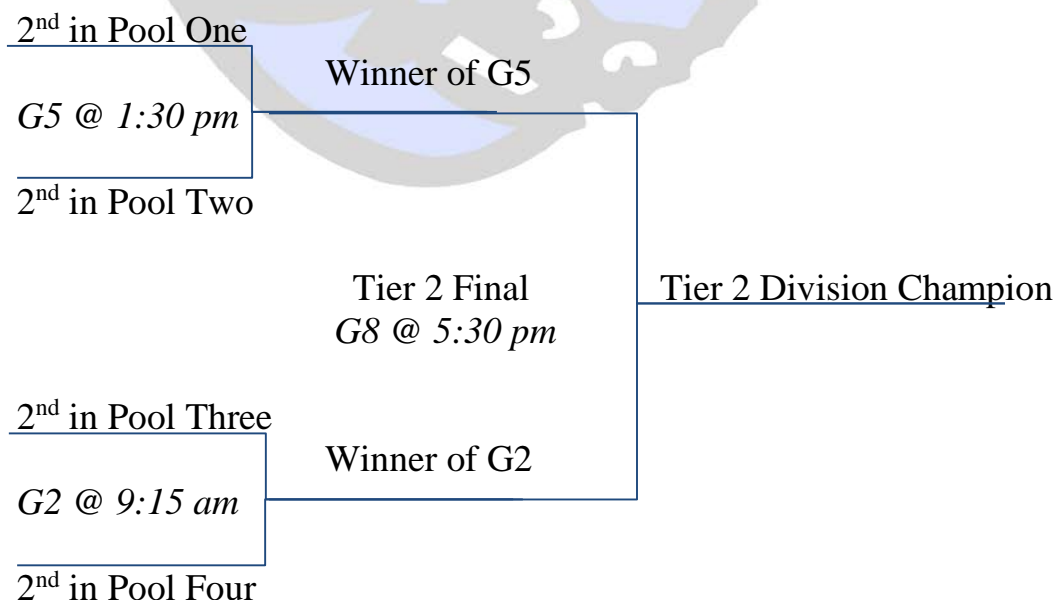 2nd in Pool One
Winner of G5
G5 @ 1:30 pm
2nd in Pool Two
Tier 2 Final
Tier 2 Division Champion
G8 @ 5:30 pm
2nd in Pool Three
Winner of G2
G2 @ 9:15 am
2nd in Pool Four